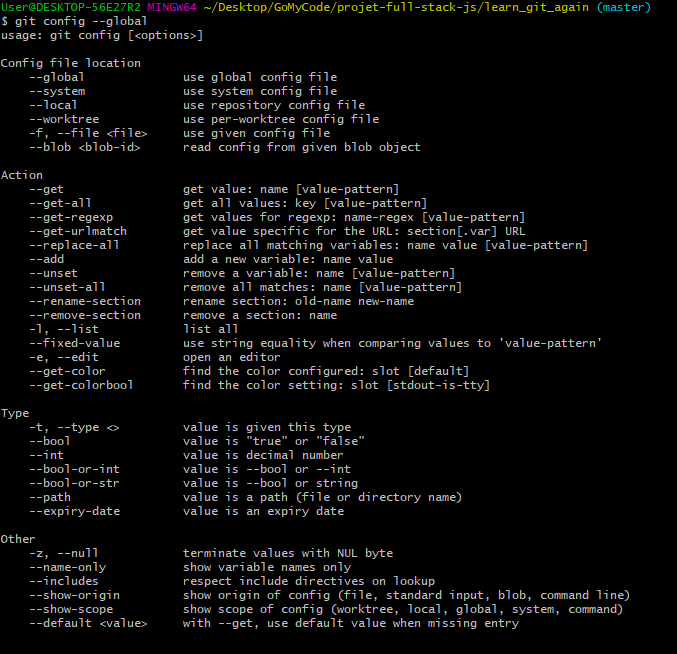 User@DESKTOP-56E27R2 MINGW64 ~/Desktop/GoMyCode/projet-full-stack-js/learn_git_again (master)
$ git config --global
usage: git config [<options>]

Config file location
    --global              use global config file
    --system              use system config file
    --local               use repository config file
    --worktree            use per-worktree config file
    -f, --file <file>     use given config file
    --blob <blob-id>      read config from given blob object

Action
    --get                 get value: name [value-pattern]
    --get-all             get all values: key [value-pattern]
    --get-regexp          get values for regexp: name-regex [value-pattern]
    --get-urlmatch        get value specific for the URL: section[.var] URL
    --replace-all         replace all matching variables: name value [value-pattern]
    --add                 add a new variable: name value
    --unset               remove a variable: name [value-pattern]
    --unset-all           remove all matches: name [value-pattern]
    --rename-section      rename section: old-name new-name
    --remove-section      remove a section: name
    -l, --list            list all
    --fixed-value         use string equality when comparing values to 'value-pattern'
    -e, --edit            open an editor
    --get-color           find the color configured: slot [default]
    --get-colorbool       find the color setting: slot [stdout-is-tty]

Type
    -t, --type <>         value is given this type
    --bool                value is "true" or "false"
    --int                 value is decimal number
    --bool-or-int         value is --bool or --int
    --bool-or-str         value is --bool or string
    --path                value is a path (file or directory name)
    --expiry-date         value is an expiry date

Other
    -z, --null            terminate values with NUL byte
    --name-only           show variable names only
    --includes            respect include directives on lookup
    --show-origin         show origin of config (file, standard input, blob, command line)
    --show-scope          show scope of config (worktree, local, global, system, command)
    --default <value>     with --get, use default value when missing entry